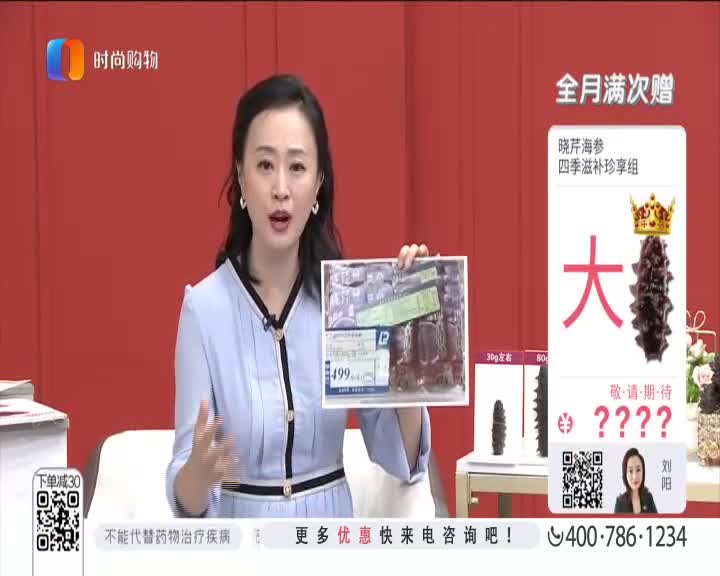 时尚购物
全月满次赠
晓芹海参
四季滋补珍享组
大
敬·请·期·待
¥ ????
刘阳
30g左右
80g
499
下单减30
不能代替药物治疗疾病
更多优惠快来电咨询吧!
400·786·1234